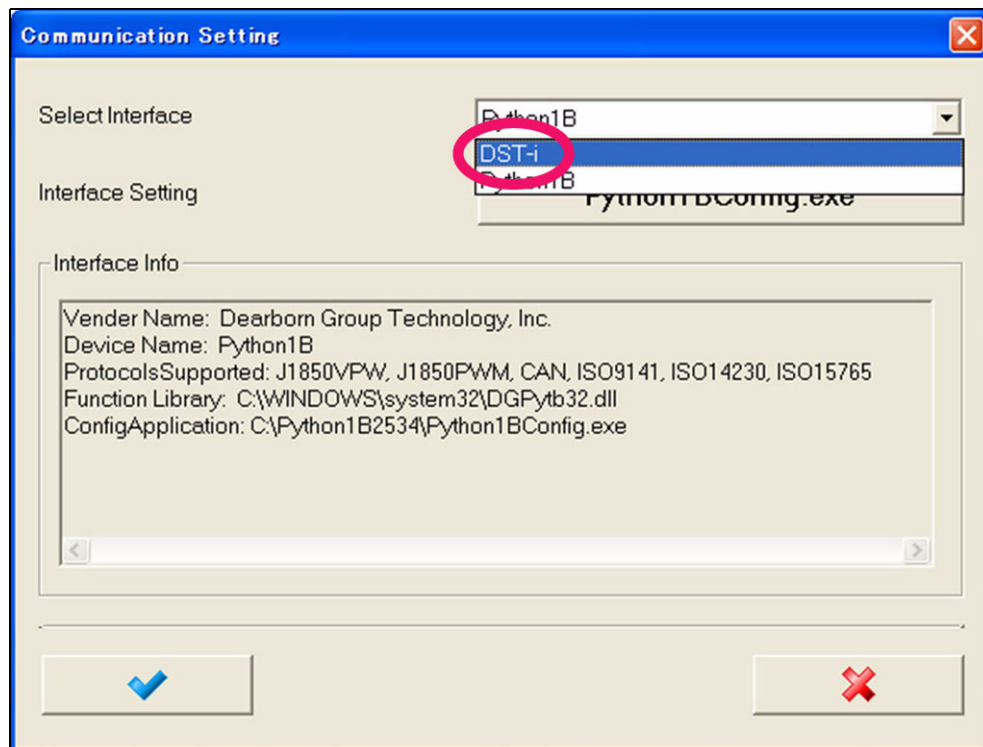 Communication Setting
Select Interface
Python1B
DST-i
Python1B
Interface Setting
Python1BConfig.exe
Interface Info
Vender Name: Dearborn Group Technology, Inc.
Device Name: Python1B
ProtocolsSupported: J1850VPW, J1850PWM, CAN, ISO9141, ISO14230, ISO15765
Function Library: C:\WINDOWS\system32\DGPytb32.dll
ConfigApplication: C:\Python1B2534\Python1BConfig.exe